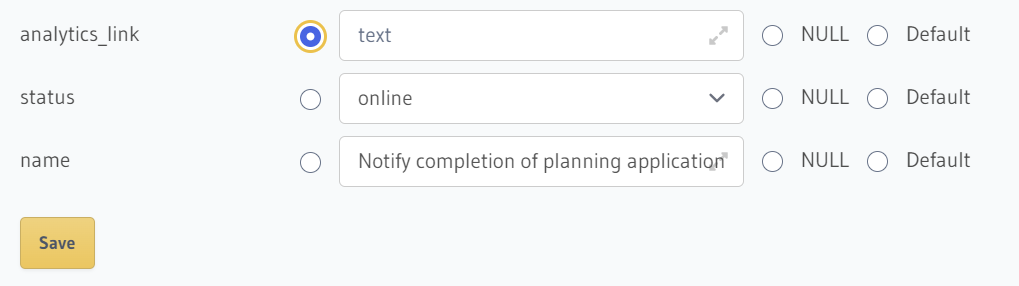 analytics_link text NULL Default
status online NULL Default
name Notify completion of planning application NULL Default
Save